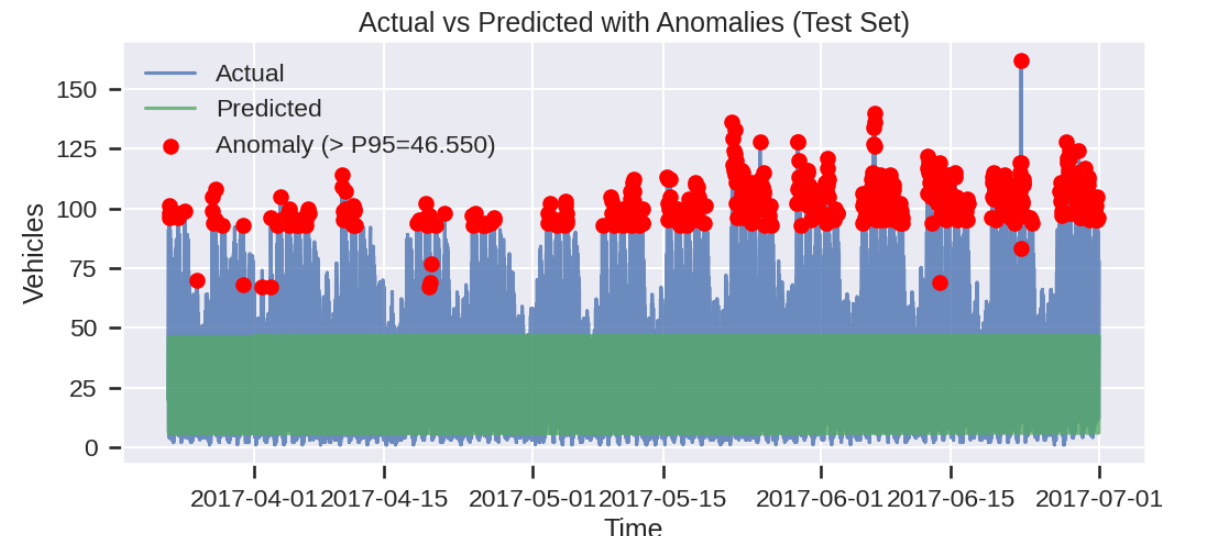 Actual vs Predicted with Anomalies (Test Set)
Actual
Predicted
Anomaly (> P95=46.550)
Vehicles
150
125
100
75
50
25
0
2017-04-01 2017-04-15 2017-05-01 2017-05-15 2017-06-01 2017-06-15 2017-07-01
Time